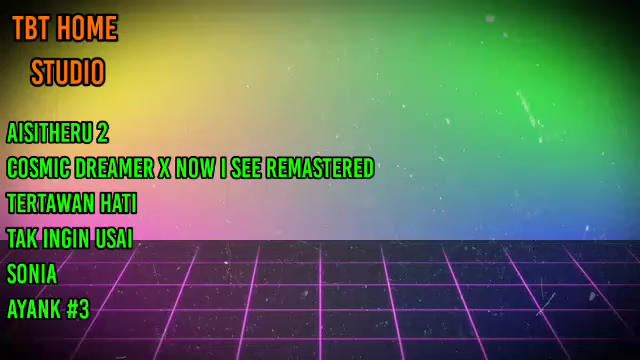 TBT HOME
STUDIO
AISITHERU 2
COSMIC DREAMER X NOW I SEE REMASTERED
TERTAWAN HATI
TAK INGIN USAI
SONIA
AYANK #3